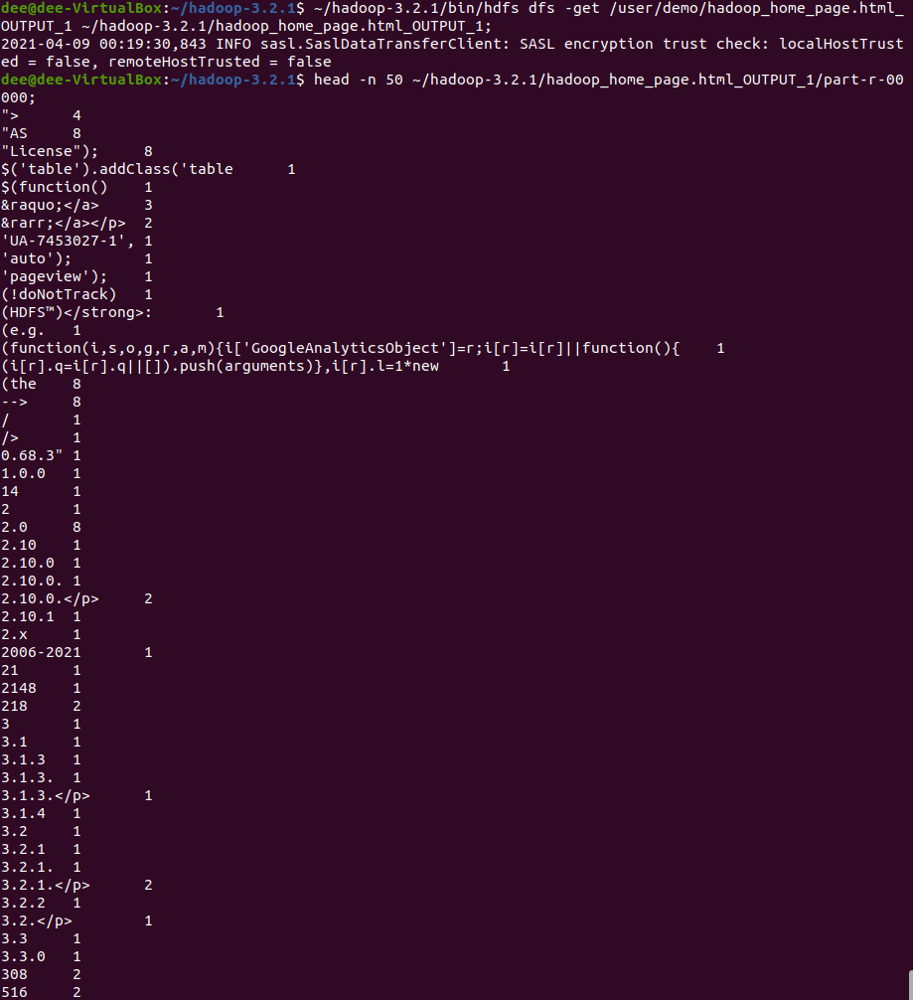 dee@dee-VirtualBox:~/hadoop-3.2.1$ ~/hadoop-3.2.1/bin/hdfs dfs -get /user/demo/hadoop_home_page.html_
OUTPUT_1 ~/hadoop-3.2.1/hadoop_home_page.html_OUTPUT_1;
2021-04-09 00:19:30,843 INFO sasl.SaslDataTransferClient: SASL encryption trust check: localHostTrust
ed = false, remoteHostTrusted = false
dee@dee-VirtualBox:~/hadoop-3.2.1$ head -n 50 ~/hadoop-3.2.1/hadoop_home_page.html_OUTPUT_1/part-r-00
000;
">	4
"AS	8
"License");	8
$('table').addClass('table	1
$(function()	1
&raquo;</a>	3
&rarr;</a></p>	2
'UA-7453027-1',	1
'auto');	1
'pageview');	1
(!doNotTrack)	1
(HDFS™)</strong>:	1
(e.g.	1
(function(i,s,o,g,r,a,m){i['GoogleAnalyticsObject']=r;i[r]=i[r]||function(){	1
(i[r].q=i[r].q||[]).push(arguments)},i[r].l=1*new	1
(the	8
-->	8
/	1
/>	1
0.68.3"	1
1.0.0	1
14	1
2	1
2.0	8
2.10	1
2.10.0	1
2.10.0.	1
2.10.0.</p>	2
2.10.1	1
2.x	1
2006-2021	1
21	1
2148	1
218	2
3	1
3.1	1
3.1.3	1
3.1.3.	1
3.1.3.</p>	1
3.1.4	1
3.2	1
3.2.1	1
3.2.1.	1
3.2.1.</p>	2
3.2.2	1
3.2.</p>	1
3.3	1
3.3.0	1
308	2
516	2